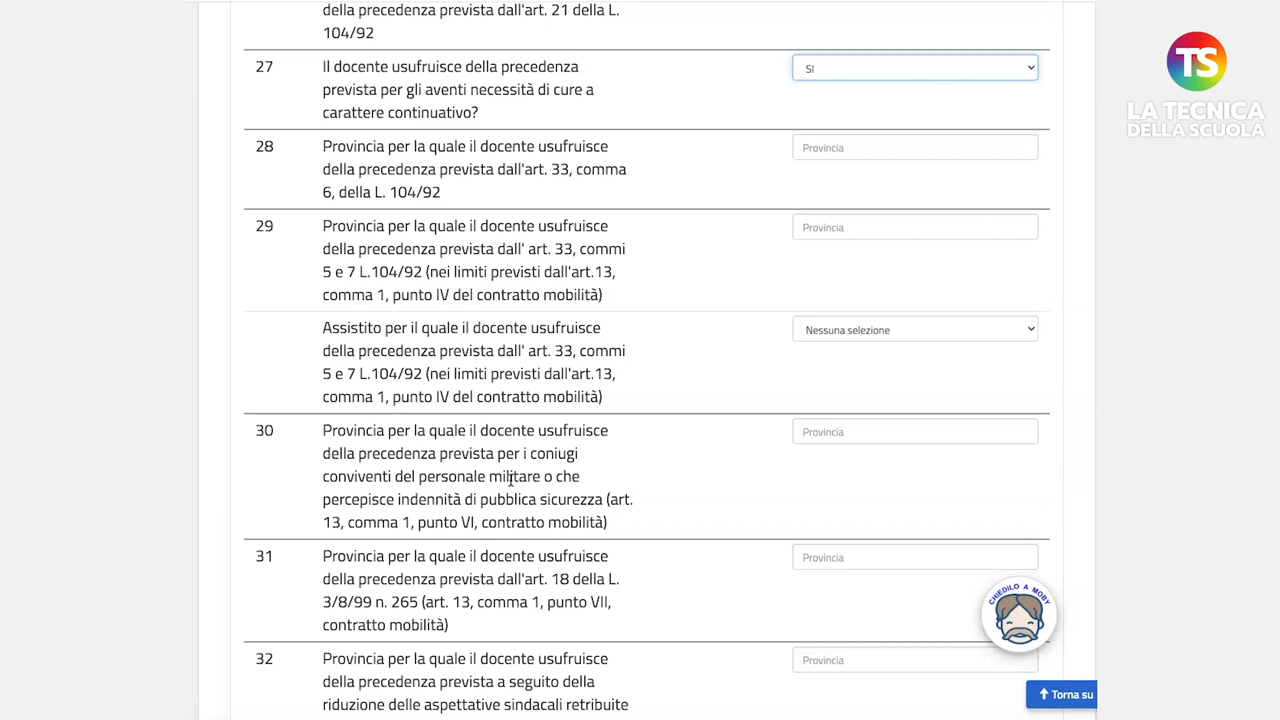 della precedenza prevista dall'art. 21 della L.
104/92
TS
LA TECNICA
DELLA SCUOLA
27
Il docente usufruisce della precedenza
prevista per gli aventi necessità di cure a
carattere continuativo?
SI
28
Provincia per la quale il docente usufruisce
della precedenza prevista dall'art. 33, comma
6, della L. 104/92
Provincia
29
Provincia per la quale il docente usufruisce
della precedenza prevista dall' art. 33, commi
5 e 7 L.104/92 (nei limiti previsti dall'art.13,
comma 1, punto IV del contratto mobilità)
Provincia
Assistito per il quale il docente usufruisce
della precedenza prevista dall' art. 33, commi
5 e 7 L.104/92 (nei limiti previsti dall'art.13,
comma 1, punto IV del contratto mobilità)
Nessuna selezione
30
Provincia per la quale il docente usufruisce
della precedenza prevista per i coniugi
conviventi del personale militare o che
percepisce indennità di pubblica sicurezza (art.
13, comma 1, punto VI, contratto mobilità)
Provincia
31
Provincia per la quale il docente usufruisce
della precedenza prevista dall'art. 18 della L.
3/8/99 n. 265 (art. 13, comma 1, punto VII,
contratto mobilità)
Provincia
CHIEDILO A MOBY
32
Provincia per la quale il docente usufruisce
della precedenza prevista a seguito della
riduzione delle aspettative sindacali retribuite
Provincia
Torna su